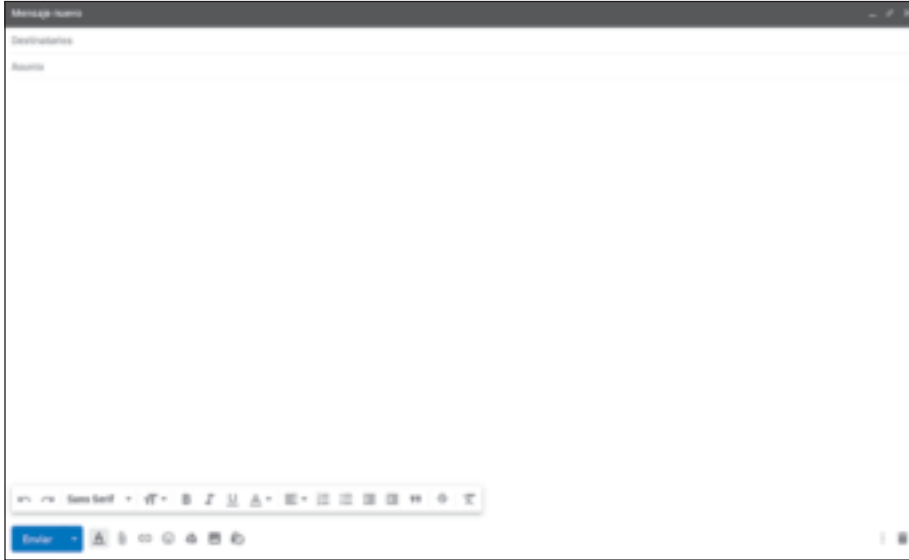 Mensaje nuevo
Destinatarios
Asunto
Sans Serif
Enviar